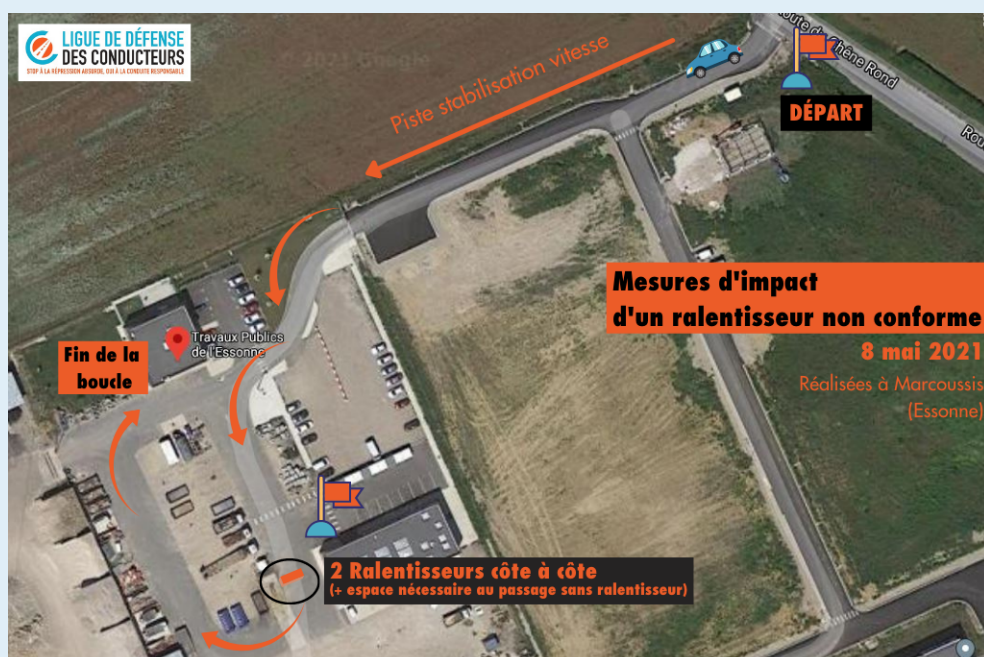 LIGUE DE DÉFENSE
DES CONDUCTEURS
STOP À LA RÉPRESSION ABSURDE, OUI À LA CONDUITE RESPONSABLE
Google
Piste stabilisation vitesse
Route du Chêne Rond
Rou
DÉPART
Mesures d'impact
d'un ralentisseur non conforme
8 mai 2021
Réalisées à Marcoussis
(Essonne)
Travaux Publics
de l'Essonne
Fin de la
boucle
2 Ralentisseurs côte à côte
(+ espace nécessaire au passage sans ralentisseur)